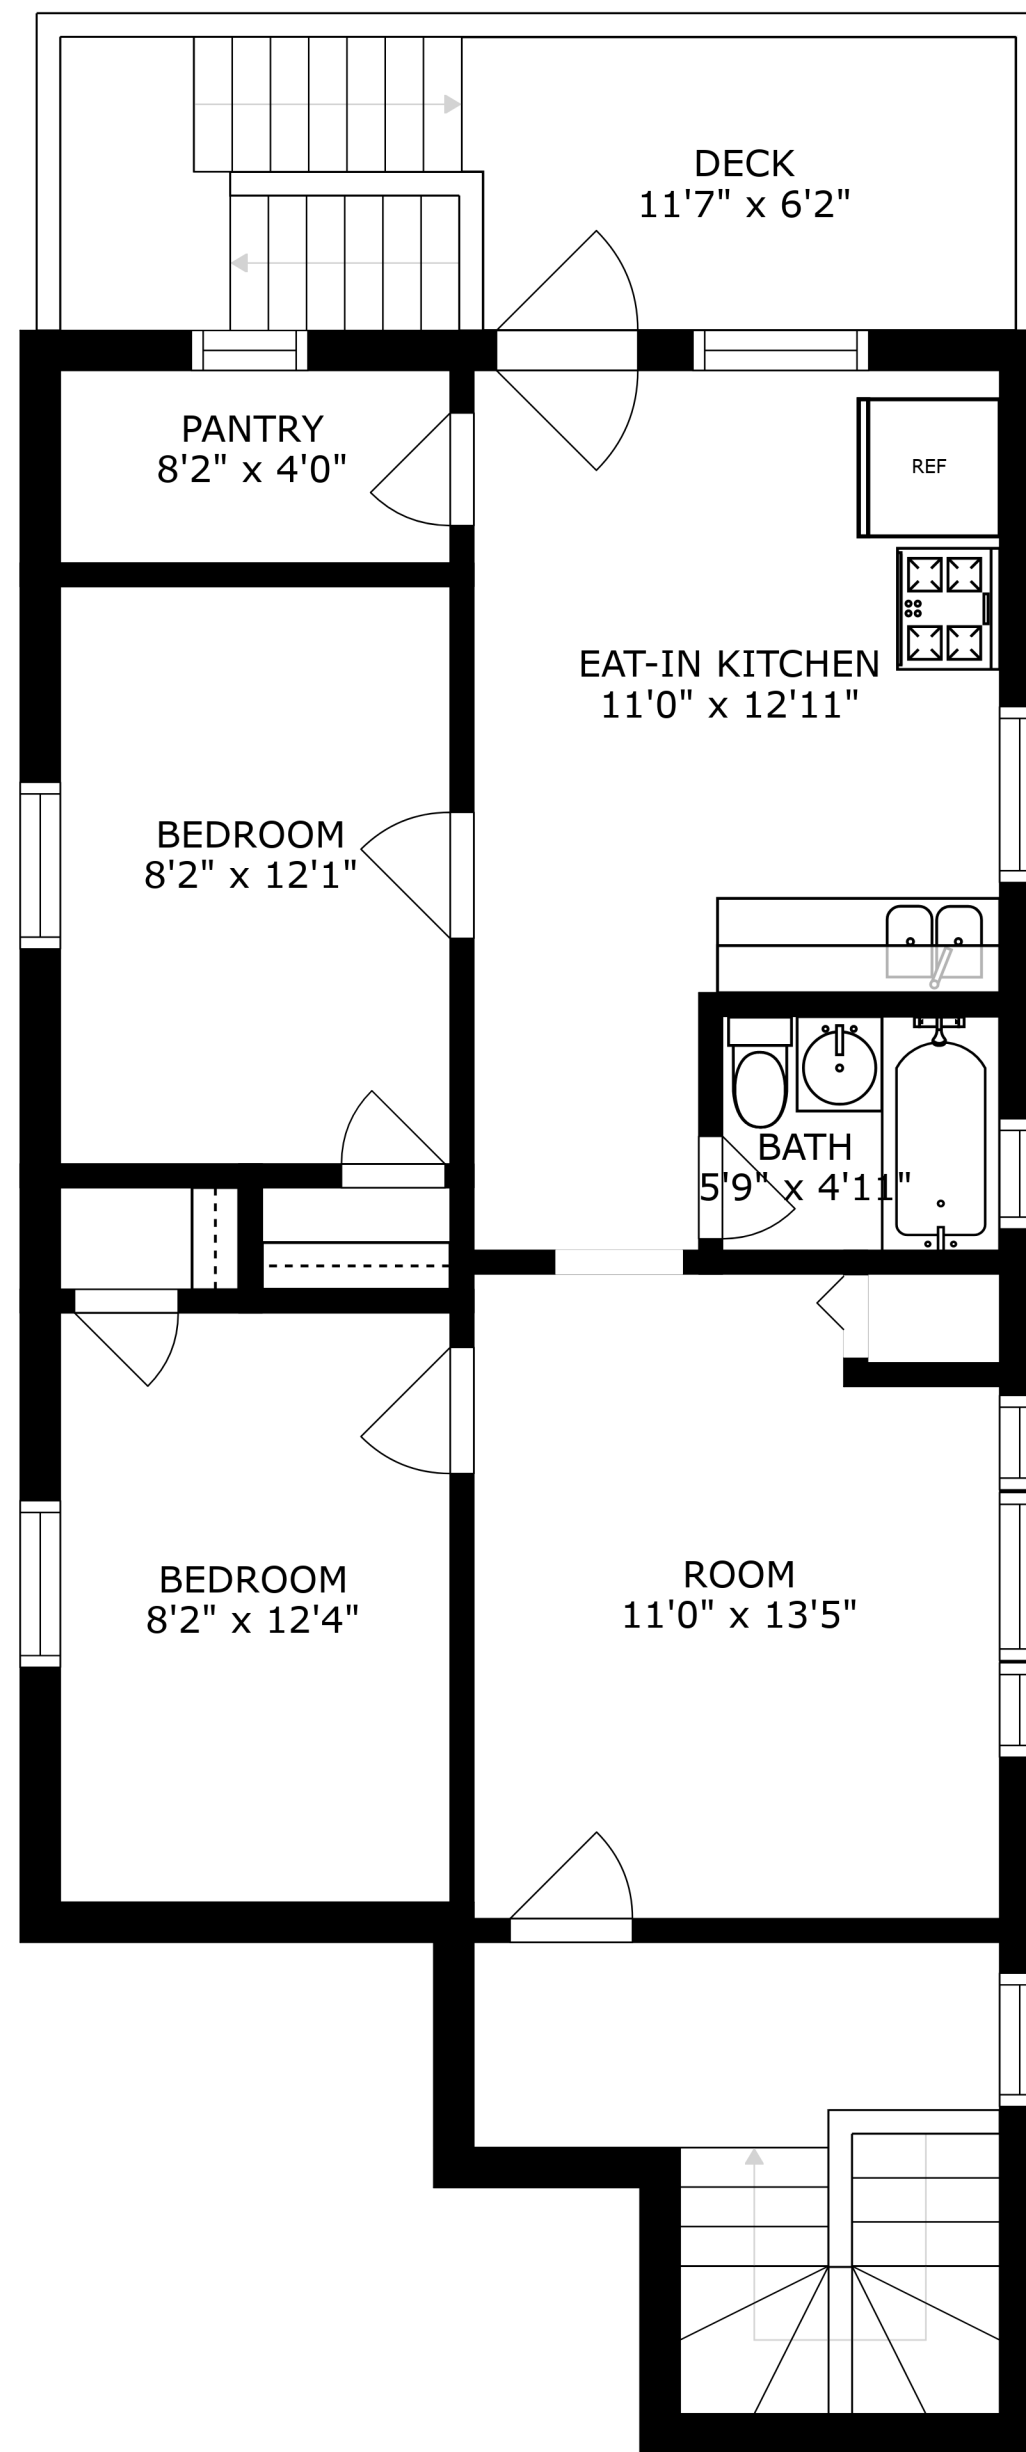 DECK
11'7" x 6'2"
PANTRY
8'2" x 4'0"
REF
EAT-IN KITCHEN
11'0" x 12'11"
BEDROOM
8'2" x 12'1"
BATH
5'9" x 4'11"
BEDROOM
8'2" x 12'4"
ROOM
11'0" x 13'5"